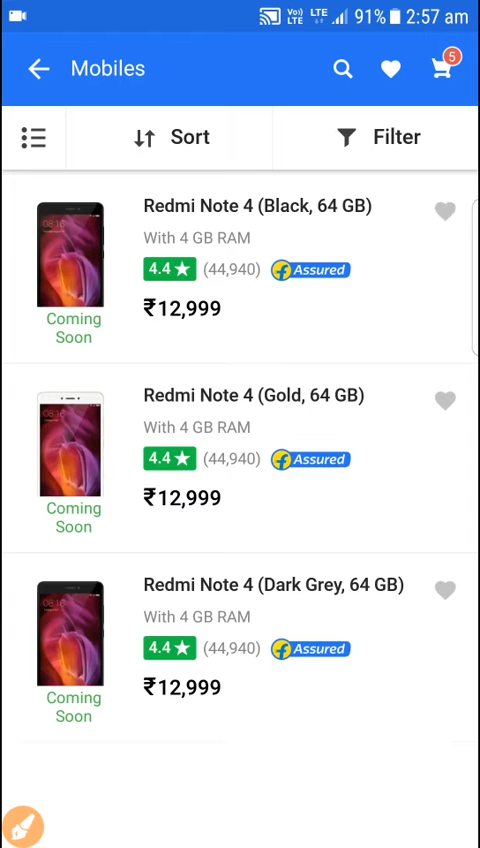 Vo)) LTE LTE 91% 2:57 am
Mobiles 5
Sort Filter
Redmi Note 4 (Black, 64 GB)
With 4 GB RAM
4.4 ★ (44,940) f Assured
₹12,999
Coming
Soon
Redmi Note 4 (Gold, 64 GB)
With 4 GB RAM
4.4 ★ (44,940) f Assured
₹12,999
Coming
Soon
Redmi Note 4 (Dark Grey, 64 GB)
With 4 GB RAM
4.4 ★ (44,940) f Assured
₹12,999
Coming
Soon